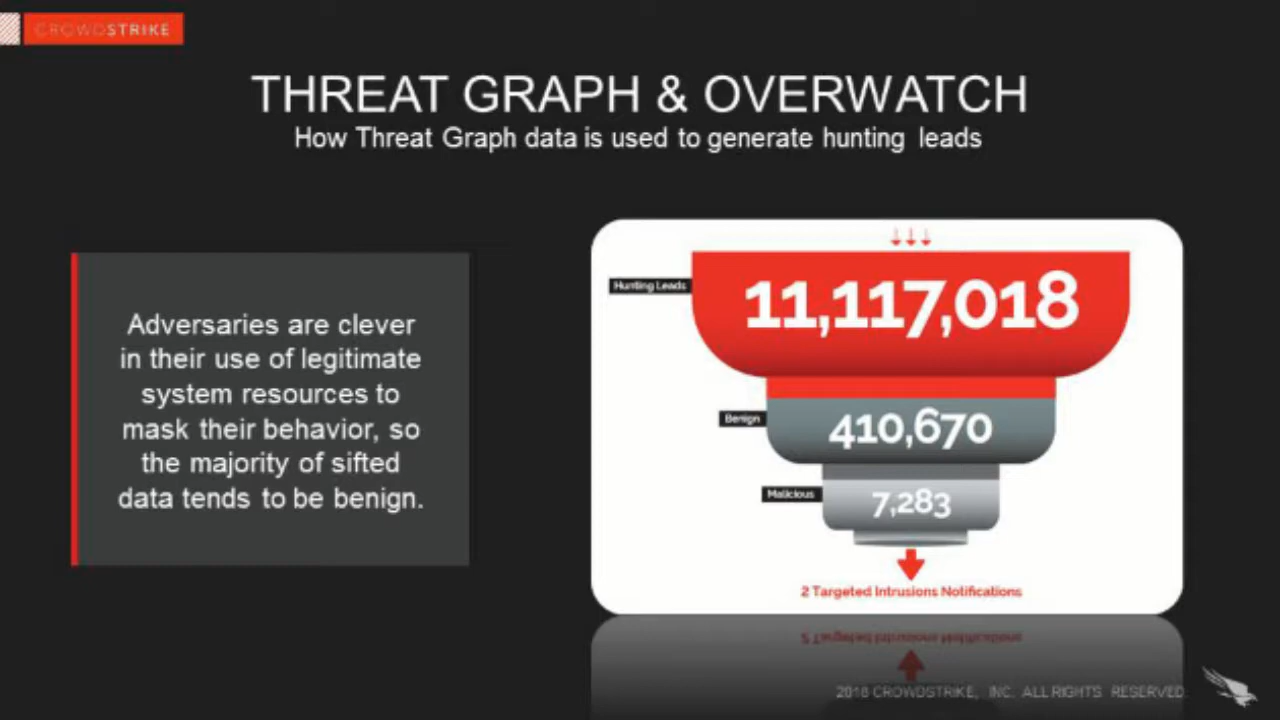 CROWDSTRIKE
THREAT GRAPH & OVERWATCH
How Threat Graph data is used to generate hunting leads
Adversaries are clever
in their use of legitimate
system resources to
mask their behavior, so
the majority of sifted
data tends to be benign.
Hunting Leads
11,117,018
Benign
410,670
Malicious
7,283
2 Targeted Intrusions Notifications
2018 CROWDSTRIKE, INC. ALL RIGHTS RESERVED.